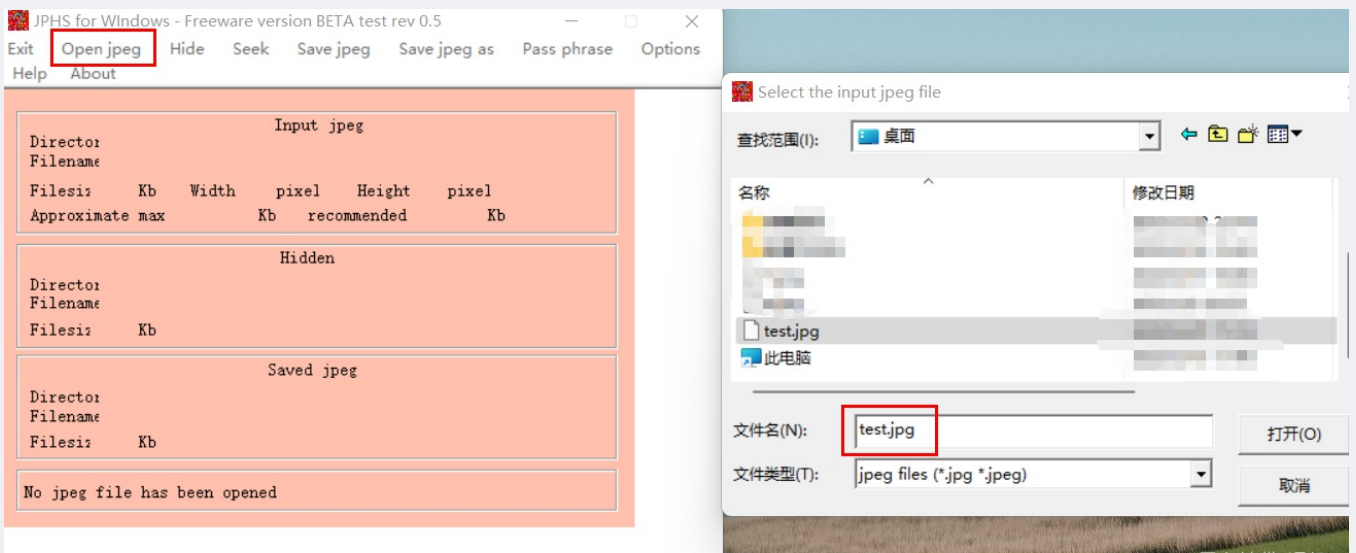 JPHS for WIndows - Freeware version BETA test rev 0.5
Exit Open jpeg Hide Seek Save jpeg Save jpeg as Pass phrase Options
Help About
Input jpeg
Director
Filename
Filesiz Kb Width pixel Height pixel
Approximate max Kb recommended Kb
Hidden
Director
Filename
Filesiz Kb
Saved jpeg
Director
Filename
Filesiz Kb
No jpeg file has been opened
Select the input jpeg file
查找范围(I): 桌面
名称 修改日期
test.jpg
此电脑
文件名(N): test.jpg 打开(O)
文件类型(T): jpeg files (*.jpg *.jpeg) 取消